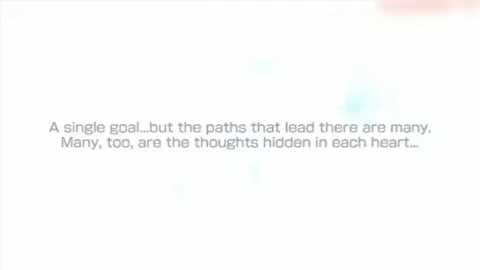 A single goal...but the paths that lead there are many.
Many, too, are the thoughts hidden in each heart...